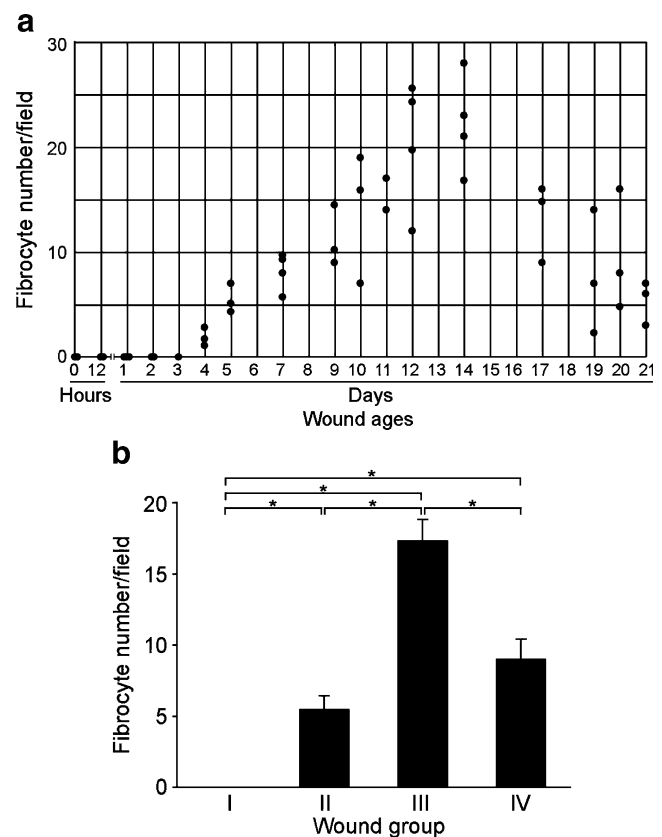 a
Fibrocyte number/field
30
20
10
0
0 12 1 2 3 4 5 6 7 8 9 10 11 12 13 14 15 16 17 18 19 20 21
Hours Days
Wound ages
b
* 
*
* * *
Fibrocyte number/field
20
15
10
5
0
I II III IV
Wound group